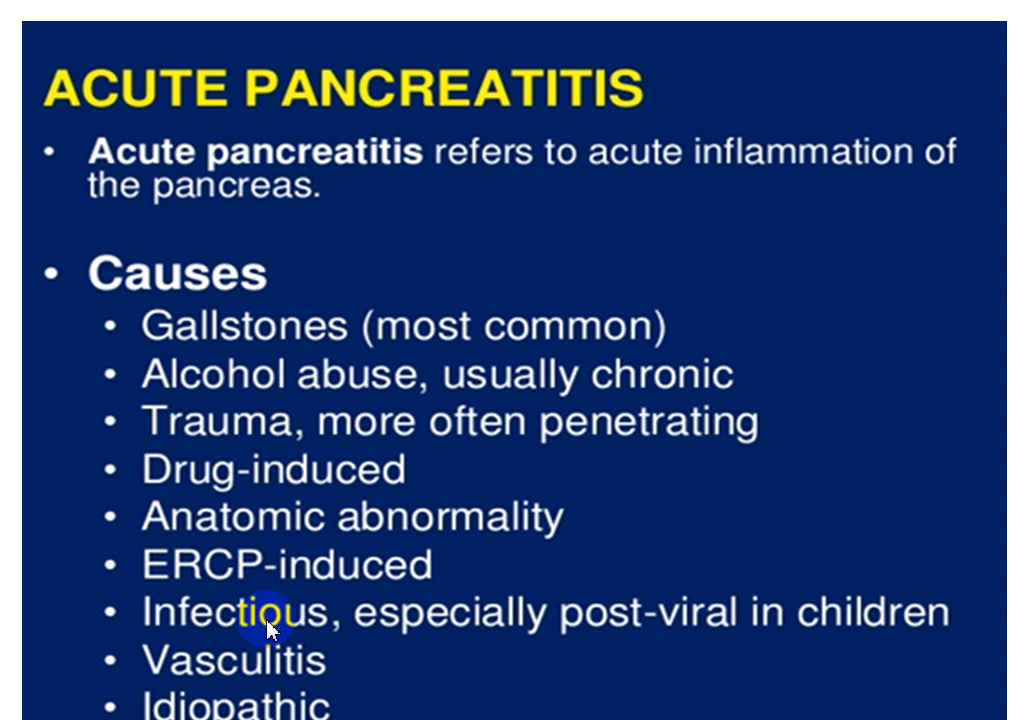 ACUTE PANCREATITIS
• Acute pancreatitis refers to acute inflammation of
the pancreas.
• Causes
• Gallstones (most common)
• Alcohol abuse, usually chronic
• Trauma, more often penetrating
• Drug-induced
• Anatomic abnormality
• ERCP-induced
• Infectious, especially post-viral in children
• Vasculitis
• Idiopathic